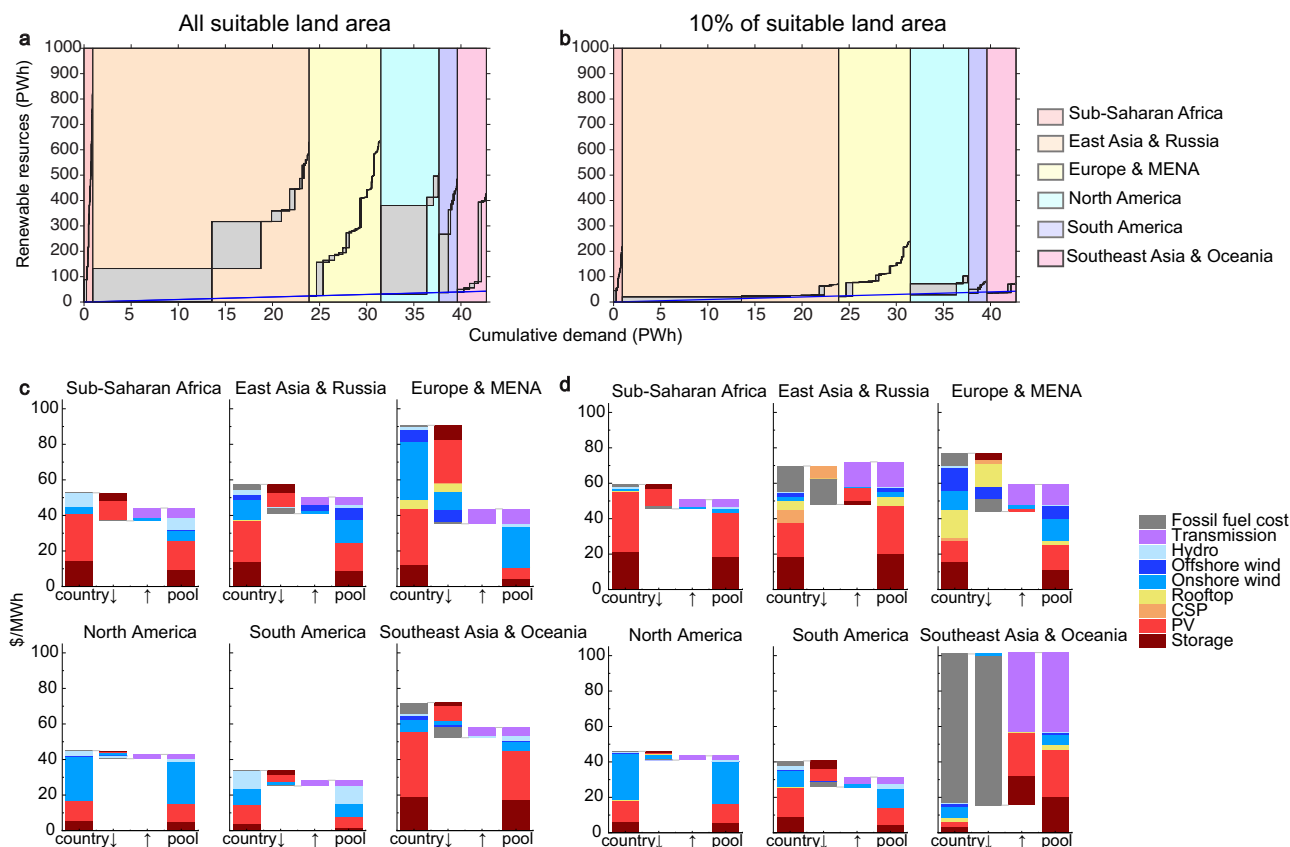 All suitable land area
10% of suitable land area
a
b
1000
900
800
700
600
500
400
300
200
100
0
Renewable resurces (PWh)
0 5 10 15 20 25 30 35 40
1000
900
800
700
600
500
400
300
200
100
0
0 5 10 15 20 25 30 35 40
Cumulative demand (PWh)
Sub-Saharan Africa
East Asia & Russia
Europe & MENA
North America
South America
Southeast Asia & Oceania
c
Sub-Saharan Africa
East Asia & Russia
Europe & MENA
100
80
60
40
20
0
country↓ ↑ pool
country↓ ↑ pool
country↓ ↑ pool
North America
South America
Southeast Asia & Oceania
100
80
60
40
20
0
country↓ ↑ pool
country↓ ↑ pool
country↓ ↑ pool
$/MWh
d
Sub-Saharan Africa
East Asia & Russia
Europe & MENA
100
80
60
40
20
0
country↓ ↑ pool
country↓ ↑ pool
country↓ ↑ pool
North America
South America
Southeast Asia & Oceania
100
80
60
40
20
0
country↓ ↑ pool
country↓ ↑ pool
country↓ ↑ pool
Fossil fuel cost
Transmission
Hydro
Offshore wind
Onshore wind
Rooftop
CSP
PV
Storage